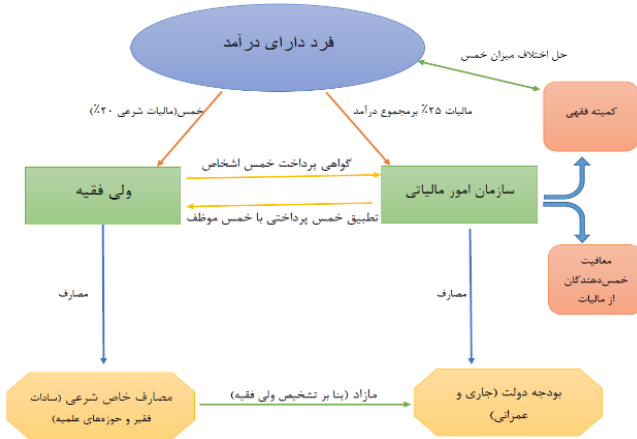 فرد دارای درآمد
حل اختلاف میزان خمس
کمیته فقهی
مالیات ۲۵٪ برمجموع درآمد
خمس(مالیات شرعی ۲۰٪)
سازمان امور مالیاتی
گواهی پرداخت خمس اشخاص
ولی فقیه
تطبیق خمس پرداختی با خمس موظف
معافیت
خمس‌دهندگان
از مالیات
مصارف
مصارف
بودجه دولت (جاری و
عمرانی)
مازاد (بنا بر تشخیص ولی فقیه)
مصارف خاص شرعی (سادات
فقیر و حوزه‌های علمیه)